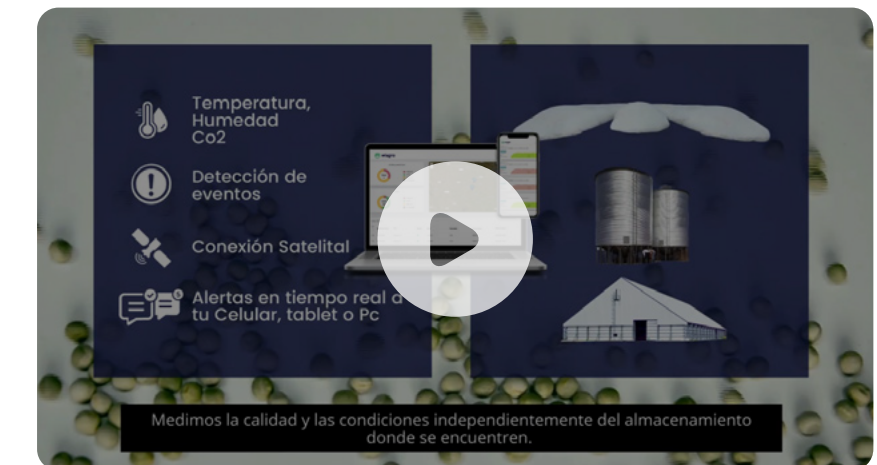 Temperatura,
Humedad
Co2
Detección de
eventos
Conexión Satelital
Alertas en tiempo real a
tu Celular, tablet o Pc
wiagro
Medimos la calidad y las condiciones independientemente del almacenamiento
donde se encuentren.